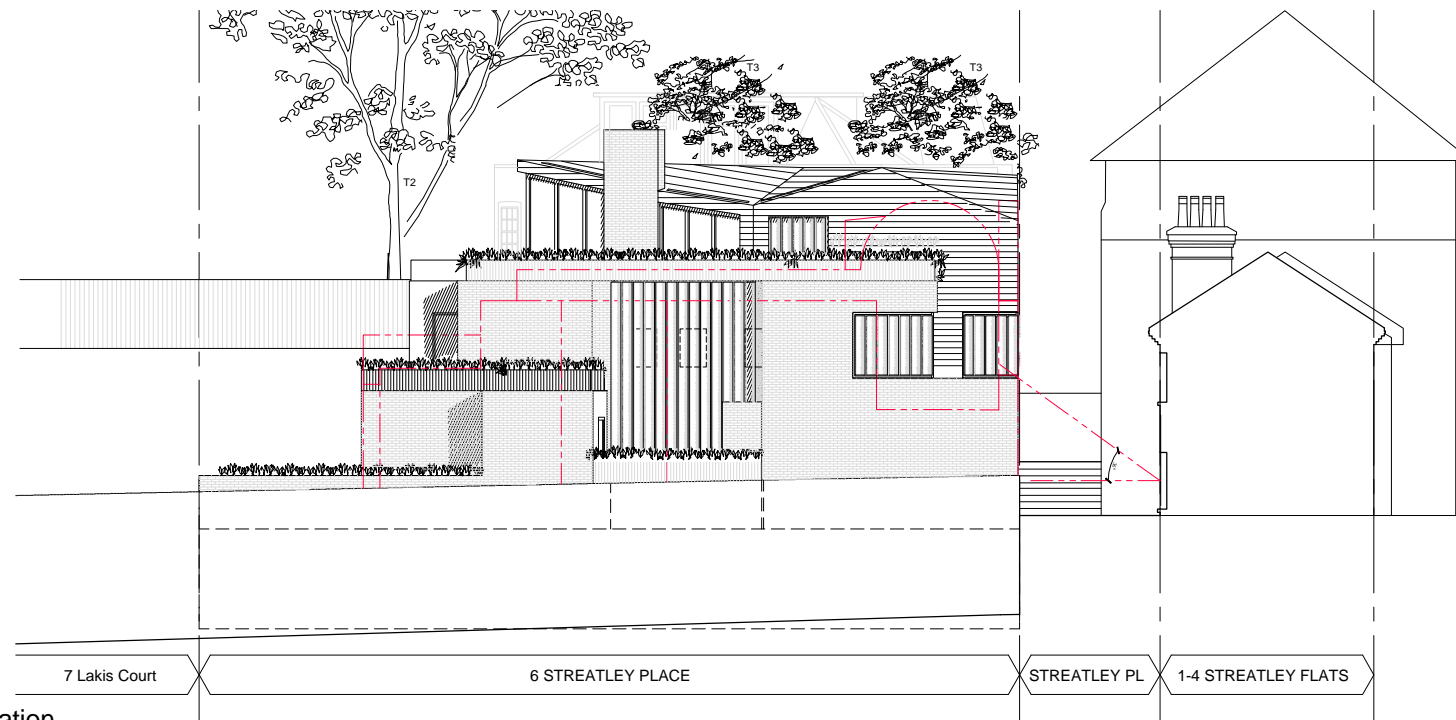 T3
T3
T2
7 Lakis Court
6 STREATLEY PLACE
STREATLEY PL
1-4 STREATLEY FLATS
ation